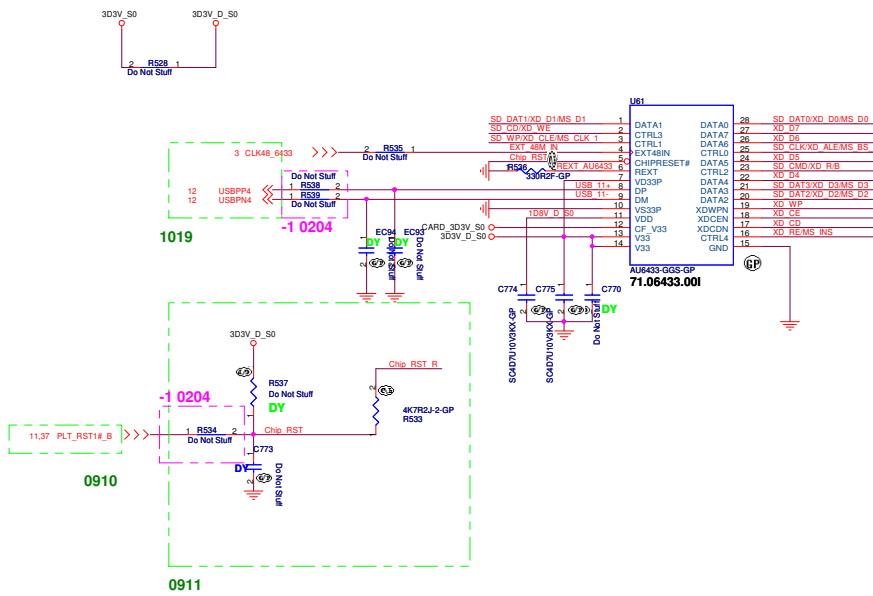 3D3V_S0
3D3V_D_S0
2 R528 1
Do Not Stuff
U61
SD_DAT1/XD_D1/MS_D1 1 DATA1 DATA0 28 SD_DAT0/XD_D0/MS_D0
SD_CD/XD_WE 2 CTRL3 DATA7 27 XD_D7
SD_WP/XD_CLE/MS_CLK_1 3 CTRL1 DATA6 26 XD_D6
EXT_48M_IN 4 EXT48IN CTRL0 25 SD_CLK/XD_ALE/MS_BS
Chip_RST 5 CHIPRESET# DATA5 24 XD_D5
REXT_AU6433 6 REXT CTRL2 23 SD_CMD/XD_R/B
7 VD33P DATA4 22 XD_D4
USB_11+ 8 DP DATA3 21 SD_DAT3/XD_D3/MS_D3
USB_11- 9 DM DATA2 20 SD_DAT2/XD_D2/MS_D2
10 VS33P XDWPN 19 XD_WP
1D8V_D_S0 11 VDD XDCEN 18 XD_CE
CARD_3D3V_S0 12 CF_V33 XDCDN 17 XD_CD
3D3V_D_S0 13 V33 CTRL4 16 XD_RE/MS_INS
14 V33 GND 15
AU6433-GGS-GP
71.06433.00I
GP
3 CLK48_6433
2 R535 1
Do Not Stuff
1 R536 2
330R2F-GP
Do Not Stuff
12 USBPP4 1 R538 2
12 USBPN4 1 R539 2
Do Not Stuff
-1 0204
1019
EC94 EC93
DY DY
Do Not Stuff
Do Not Stuff
C774 C775 C770
SC4D7U10V3KX-GP
SC4D7U10V3KX-GP
Do Not Stuff
DY
3D3V_D_S0
R537
Do Not Stuff
DY
Chip_RST_R
4K7R2J-2-GP
R533
-1 0204
11,37 PLT_RST1#_B
1 R534 2
Do Not Stuff
Chip_RST
C773
DY
Do Not Stuff
0910
0911